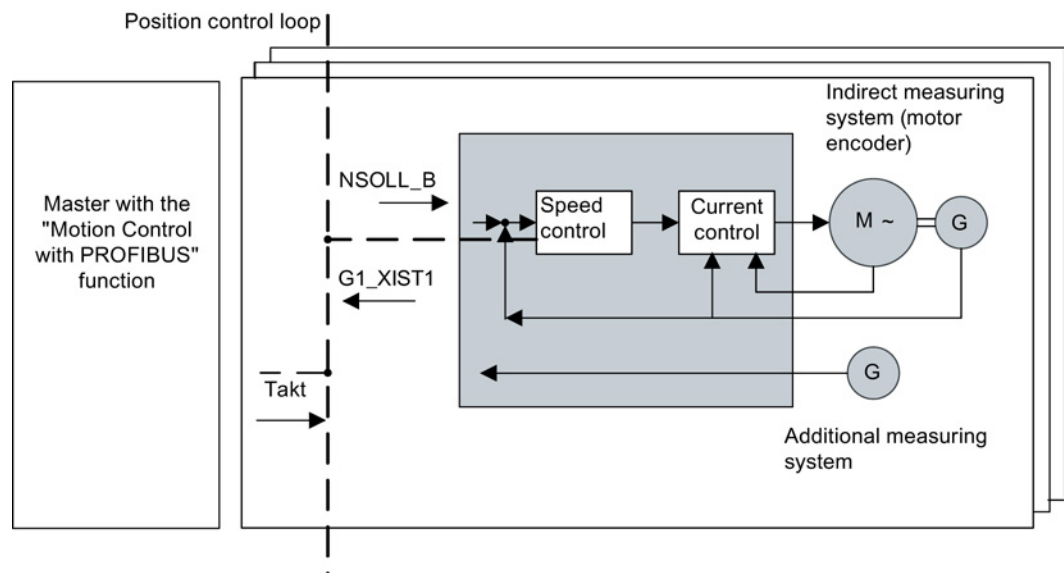 Position control loop
Master with the
"Motion Control
with PROFIBUS"
function
NSOLL_B
G1_XIST1
Takt
Speed
control
Current
control
M ~
G
Indirect measuring
system (motor
encoder)
G
Additional measuring
system